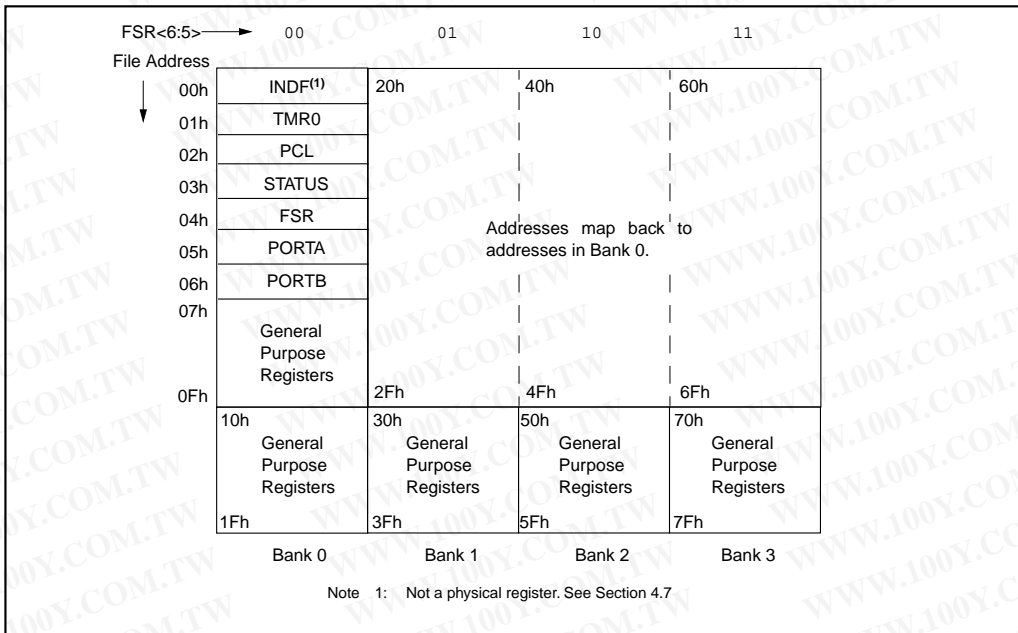 FSR<6:5> 00 01 10 11
File Address
00h INDF(1) 20h 40h 60h
01h TMR0
02h PCL
03h STATUS
04h FSR
05h PORTA
06h PORTB
07h
Addresses map back to
addresses in Bank 0.
General
Purpose
Registers
0Fh 2Fh 4Fh 6Fh
10h 30h 50h 70h
General General General General
Purpose Purpose Purpose Purpose
Registers Registers Registers Registers
1Fh 3Fh 5Fh 7Fh
Bank 0 Bank 1 Bank 2 Bank 3
Note 1: Not a physical register. See Section 4.7
WWW.100Y.COM.TW